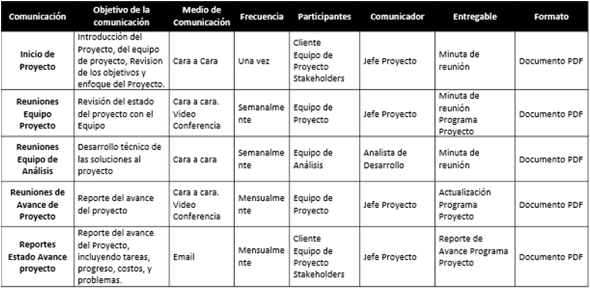 Comunicación Objetivo de la comunicación Medio de Comunicación Frecuencia Participantes Comunicador Entregable Formato
Inicio de Proyecto
Introducción del
Proyecto, del equipo
de proyecto, Revision
de los objetivos y
enfoque del Proyecto.
Cara a Cara
Una vez
Cliente
Equipo de
Proyecto
Stakeholders
Jefe Proyecto
Minuta de
reunión
Documento PDF
Reuniones
Equipo
Proyecto
Revisión del estado
del proyecto con el
Equipo
Cara a cara.
Video
Conferencia
Semanalme
nte
Equipo de
Proyecto
Jefe Proyecto
Minuta de
reunión
Programa
Proyecto
Documento PDF
Reuniones
Equipo de
Análisis
Desarrollo técnico de
las soluciones al
proyecto
Cara a cara
Semanalme
nte
Equipo de
Análisis
Analista de
Desarrollo
Minuta de
reunión
Documento PDF
Reuniones de
Avance de
Proyecto
Reporte del avance
del proyecto
Cara a cara.
Video
Conferencia
Mensualme
nte
Equipo de
Proyecto
Jefe Proyecto
Actualización
Programa
Proyecto
Documento PDF
Reportes
Estado Avance
proyecto
Reporte del avance
del Proyecto,
incluyendo tareas,
progreso, costos, y
problemas.
Email
Mensualme
nte
Cliente
Equipo de
Proyecto
Stakeholders
Jefe Proyecto
Reporte de
Avance Programa
Proyecto
Documento PDF